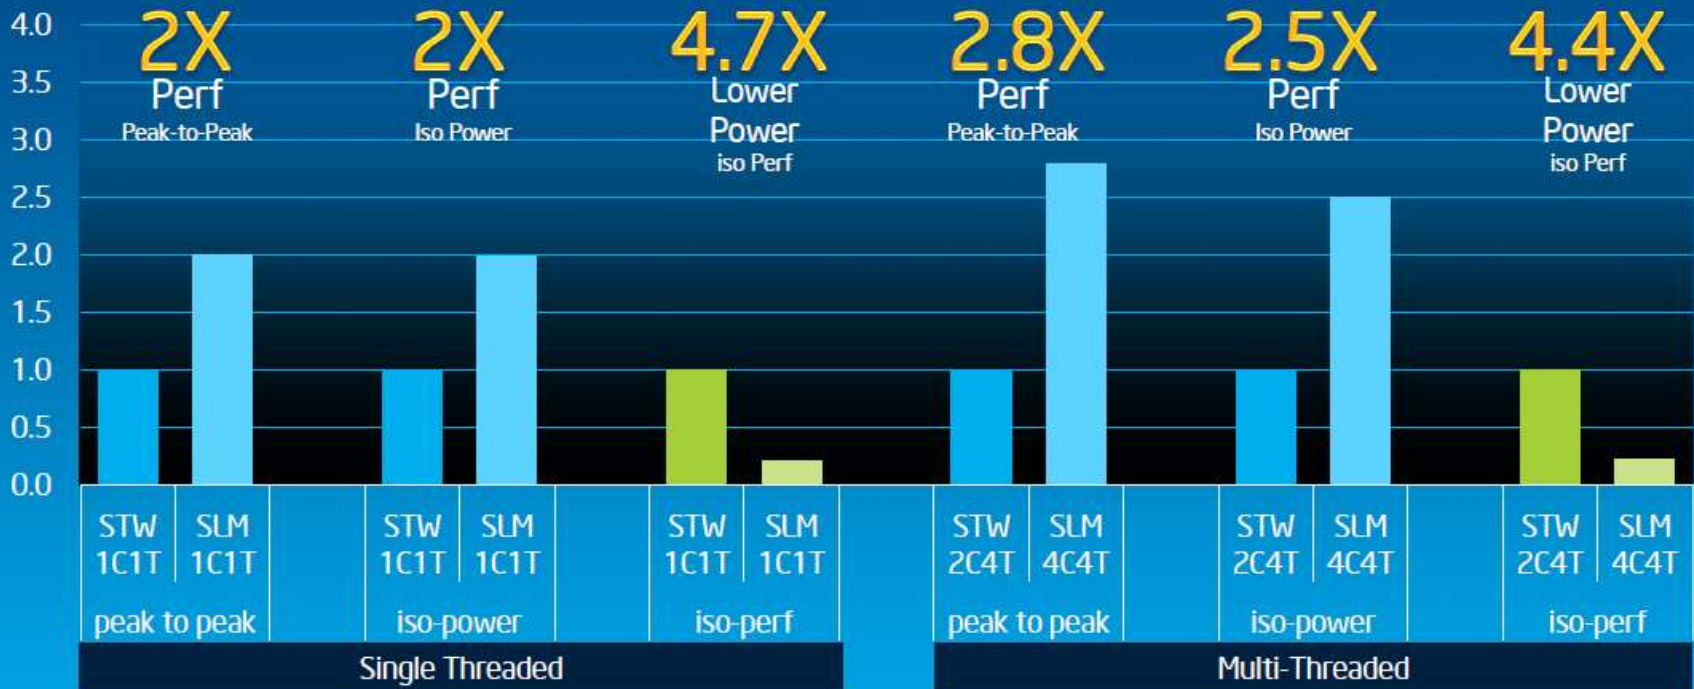 4.0
3.5
3.0
2.5
2.0
1.5
1.0
0.5
0.0
2X
Perf
Peak-to-Peak
2X
Perf
Iso Power
4.7X
Lower
Power
iso Perf
2.8X
Perf
Peak-to-Peak
2.5X
Perf
Iso Power
4.4X
Lower
Power
iso Perf
STW
1C1T
SLM
1C1T
peak to peak
STW
1C1T
SLM
1C1T
iso-power
STW
1C1T
SLM
1C1T
iso-perf
STW
2C4T
SLM
4C4T
peak to peak
STW
2C4T
SLM
4C4T
iso-power
STW
2C4T
SLM
4C4T
iso-perf
Single Threaded
Multi-Threaded